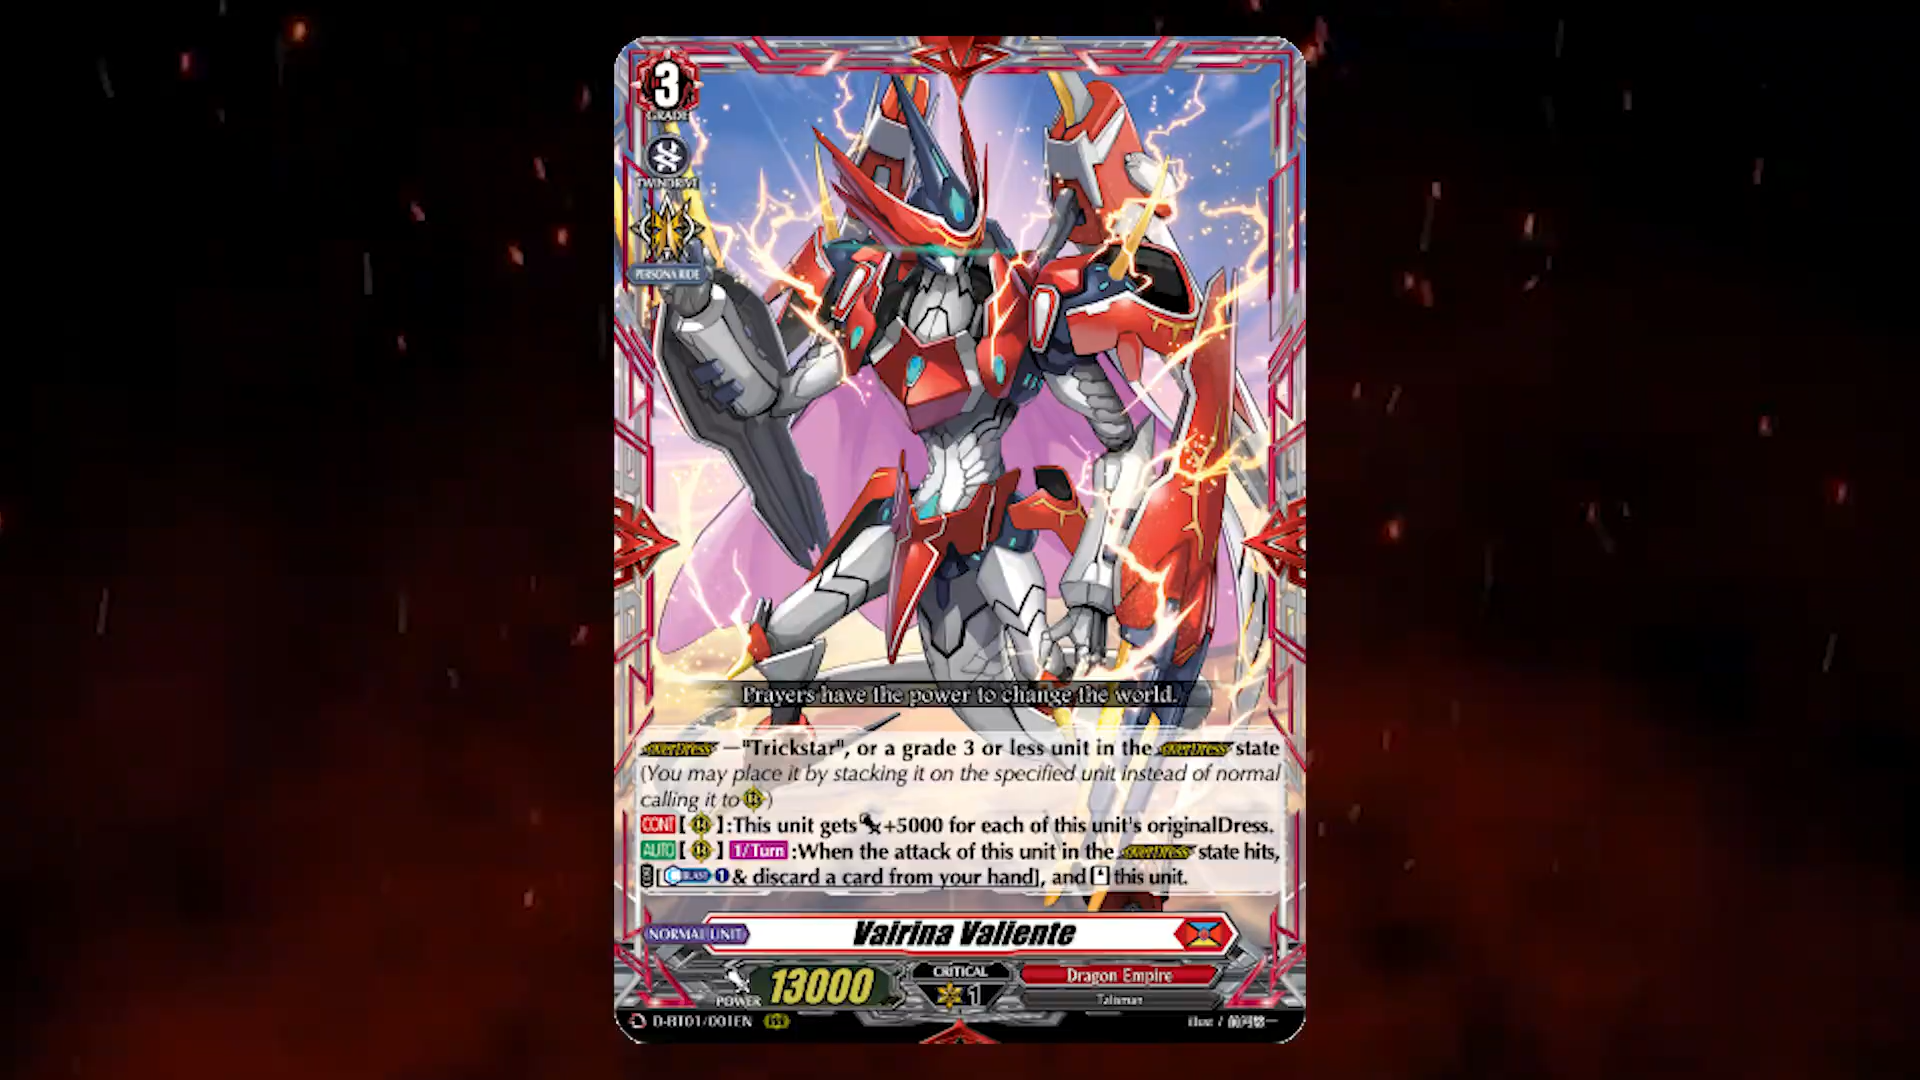 3
GRADE
TWINDRIVE
PERSONA RIDE
Prayers have the power to change the world.
overDress —"Trickstar", or a grade 3 or less unit in the overDress state
(You may place it by stacking it on the specified unit instead of normal
calling it to R)
CONT [ R ]:This unit gets +5000 for each of this unit's originalDress.
AUTO [ R ] 1/Turn :When the attack of this unit in the overDress state hits,
[ BLAST 1 & discard a card from your hand], and this unit.
NORMAL UNIT
Vairina Valiente
POWER 13000
CRITICAL
1
Dragon Empire
Talisman
D-BT01/001EN RRR
illust /